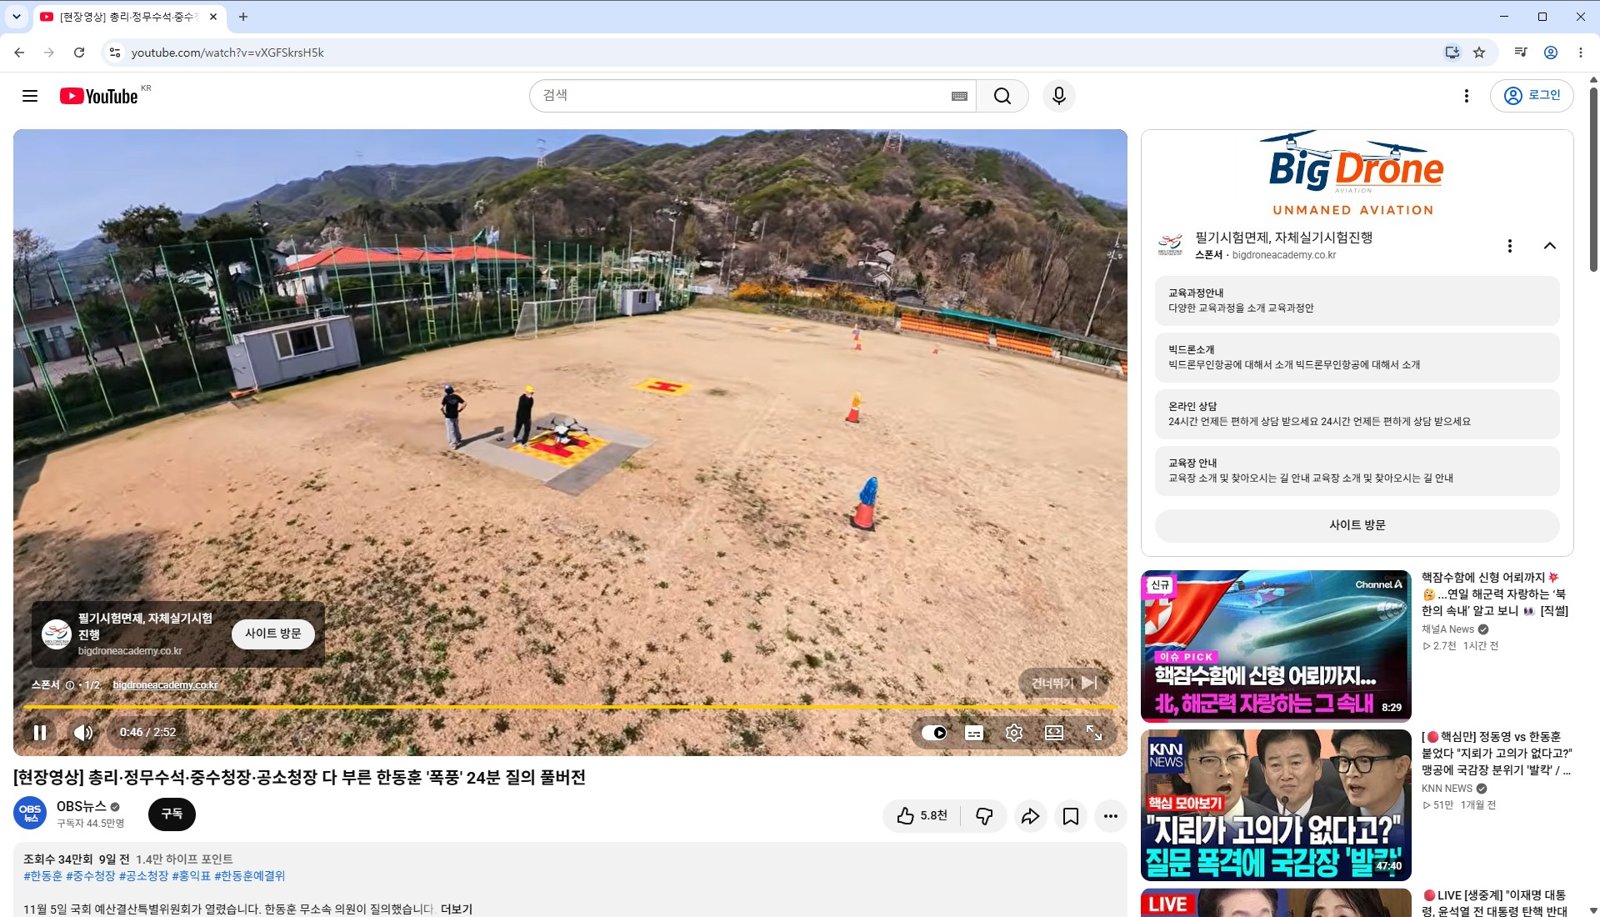 [현장영상] 총리·정무수석·중수청
youtube.com/watch?v=vXGFSkrsH5k
YouTube KR
검색
로그인
필기시험면제, 자체실기시험
진행
bigdroneacademy.co.kr
사이트 방문
스폰서 · 1/2 bigdroneacademy.co.kr
건너뛰기
0:46 / 2:52
[현장영상] 총리·정무수석·중수청장·공소청장 다 부른 한동훈 '폭풍' 24분 질의 풀버전
OBS뉴스
OBS
뉴스
구독자 44.5만명
구독
5.8천
조회수 34만회 9일 전 1.4만 하이프 포인트
#한동훈 #중수청장 #공소청장 #홍익표 #한동훈예결위
11월 5일 국회 예산결산특별위원회가 열렸습니다. 한동훈 무소속 의원이 질의했습니다. 더보기
Big Drone
AVIATION
UNMANED AVIATION
필기시험면제, 자체실기시험진행
스폰서 · bigdroneacademy.co.kr
교육과정안내
다양한 교육과정을 소개 교육과정안
빅드론소개
빅드론무인항공에 대해서 소개 빅드론무인항공에 대해서 소개
온라인 상담
24시간 언제든 편하게 상담 받으세요 24시간 언제든 편하게 상담 받으세요
교육장 안내
교육장 소개 및 찾아오시는 길 안내 교육장 소개 및 찾아오시는 길 안내
사이트 방문
신규
Channel A
이슈 PICK
핵잠수함에 신형 어뢰까지...
北, 해군력 자랑하는 그 속내
8:29
핵잠수함에 신형 어뢰까지💥
🤔...연일 해군력 자랑하는 '북
한의 속내' 알고 보니 👀 [직썰]
채널A News
2.7천 1시간 전
KNN
NEWS
핵심 모아보기
"지뢰가 고의가 없다고?"
질문 폭격에 국감장 '발칵'
47:40
[🔴핵심만] 정동영 vs 한동훈
붙었다 "지뢰가 고의가 없다고?"
맹공에 국감장 분위기 '발칵' / ...
KNN NEWS
51만 1개월 전
LIVE
🔴LIVE [생중계] "이재명 대통
령, 윤석열 전 대통령 탄핵 반대